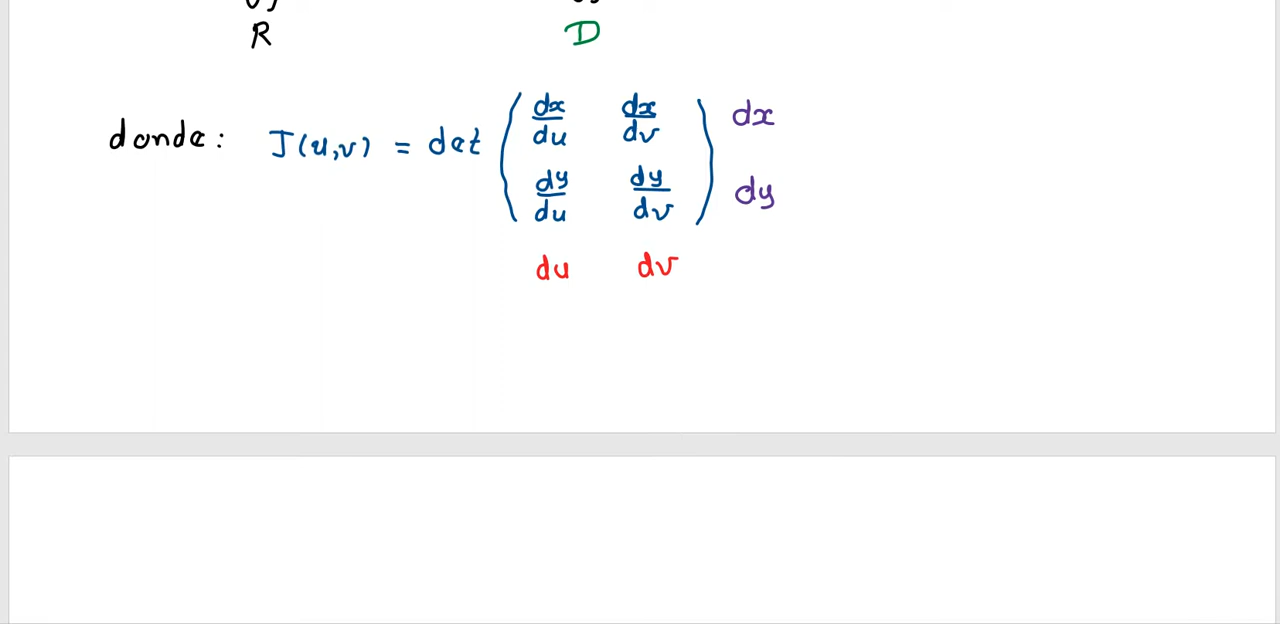 R D
donde: J(u,v) = det ( dx/du dx/dv ) dx
( dy/du dy/dv ) dy
du dv